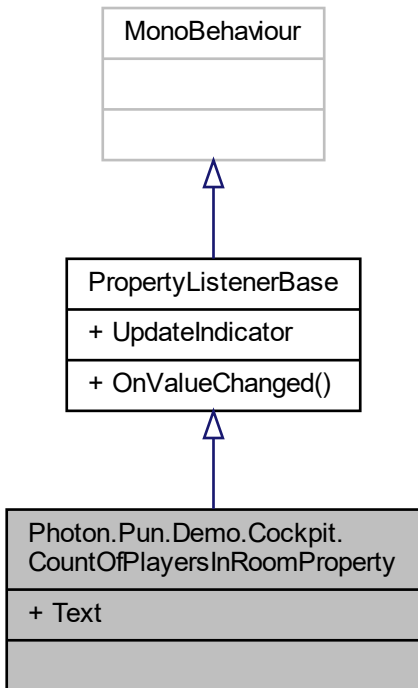 MonoBehaviour
PropertyListenerBase
+ UpdateIndicator
+ OnValueChanged()
Photon.Pun.Demo.Cockpit.
CountOfPlayersInRoomProperty
+ Text